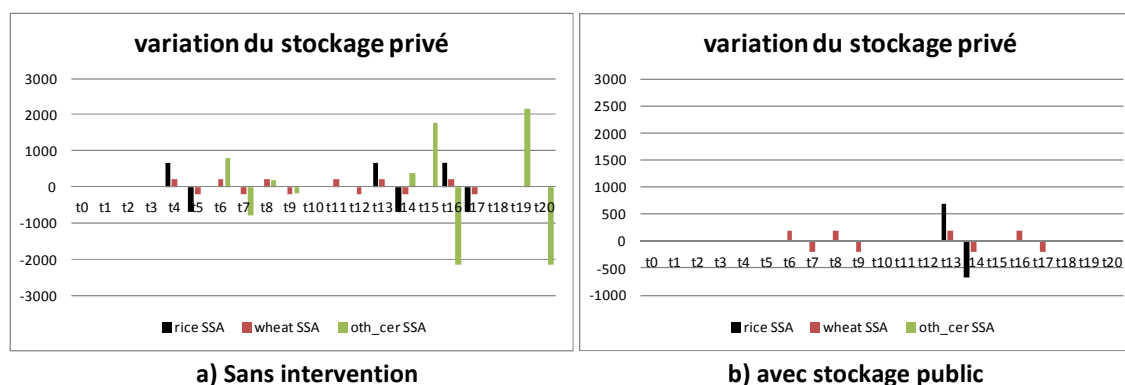 variation du stockage privé
3000
2000
1000
0
-1000
-2000
-3000
t0 t1 t2 t3 t4 t5 t6 t7 t8 t9 t10 t11 t12 t13 t14 t15 t16 t17 t18 t19 t20
rice SSA wheat SSA oth_cer SSA
a) Sans intervention
variation du stockage privé
3000
2500
2000
1500
1000
500
0
-500
-1000
t0 t1 t2 t3 t4 t5 t6 t7 t8 t9 t10 t11 t12 t13 t14 t15 t16 t17 t18 t19 t20
rice SSA wheat SSA oth_cer SSA
b) avec stockage public